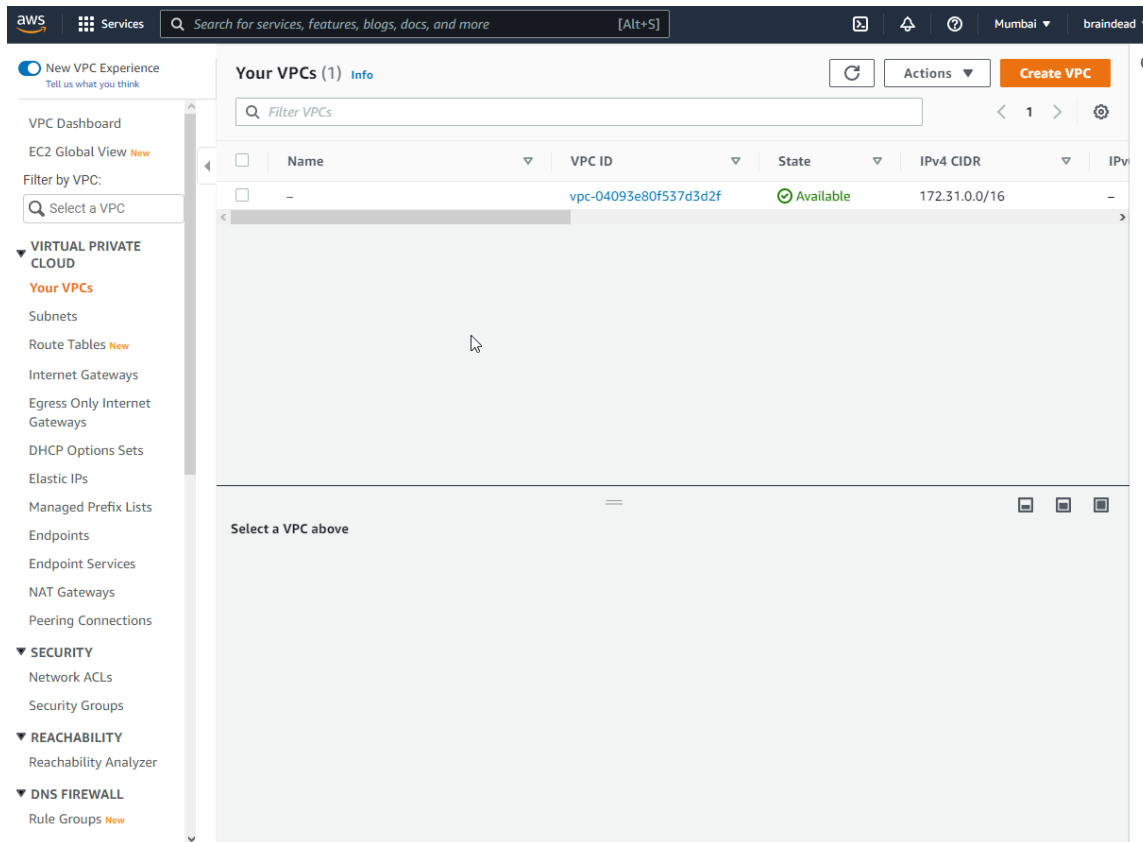 aws Services Search for services, features, blogs, docs, and more [Alt+S] Mumbai braindead
New VPC Experience
Tell us what you think
VPC Dashboard
EC2 Global View New
Filter by VPC:
Select a VPC
VIRTUAL PRIVATE
CLOUD
Your VPCs
Subnets
Route Tables New
Internet Gateways
Egress Only Internet
Gateways
DHCP Options Sets
Elastic IPs
Managed Prefix Lists
Endpoints
Endpoint Services
NAT Gateways
Peering Connections
SECURITY
Network ACLs
Security Groups
REACHABILITY
Reachability Analyzer
DNS FIREWALL
Rule Groups New
Your VPCs (1) Info Actions Create VPC
Filter VPCs 1
Name VPC ID State IPv4 CIDR
– vpc-04093e80f537d3d2f Available 172.31.0.0/16 –
Select a VPC above